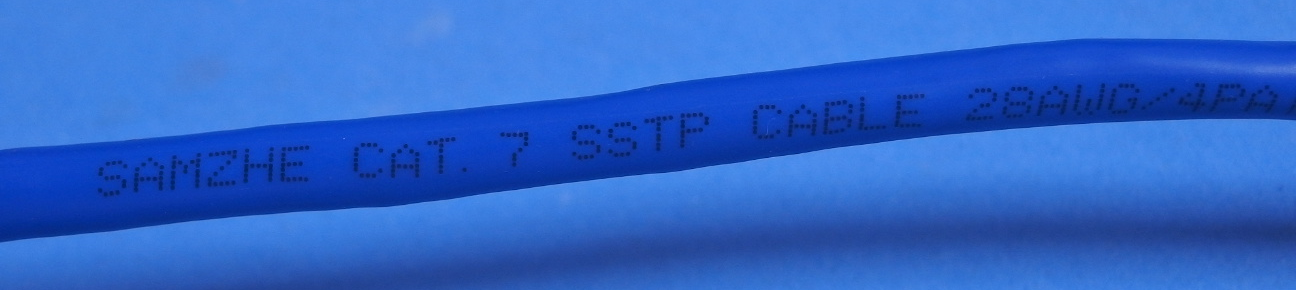 SAMZHE CAT. 7 SSTP CABLE 28AWG/4PA